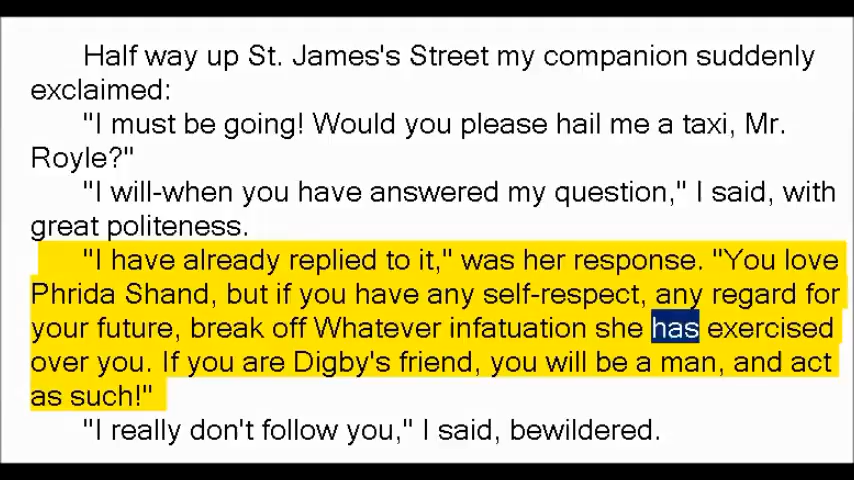 Half way up St. James's Street my companion suddenly
exclaimed:
"I must be going! Would you please hail me a taxi, Mr.
Royle?"
"I will-when you have answered my question," I said, with
great politeness.
"I have already replied to it," was her response. "You love
Phrida Shand, but if you have any self-respect, any regard for
your future, break off Whatever infatuation she has exercised
over you. If you are Digby's friend, you will be a man, and act
as such!"
"I really don't follow you," I said, bewildered.